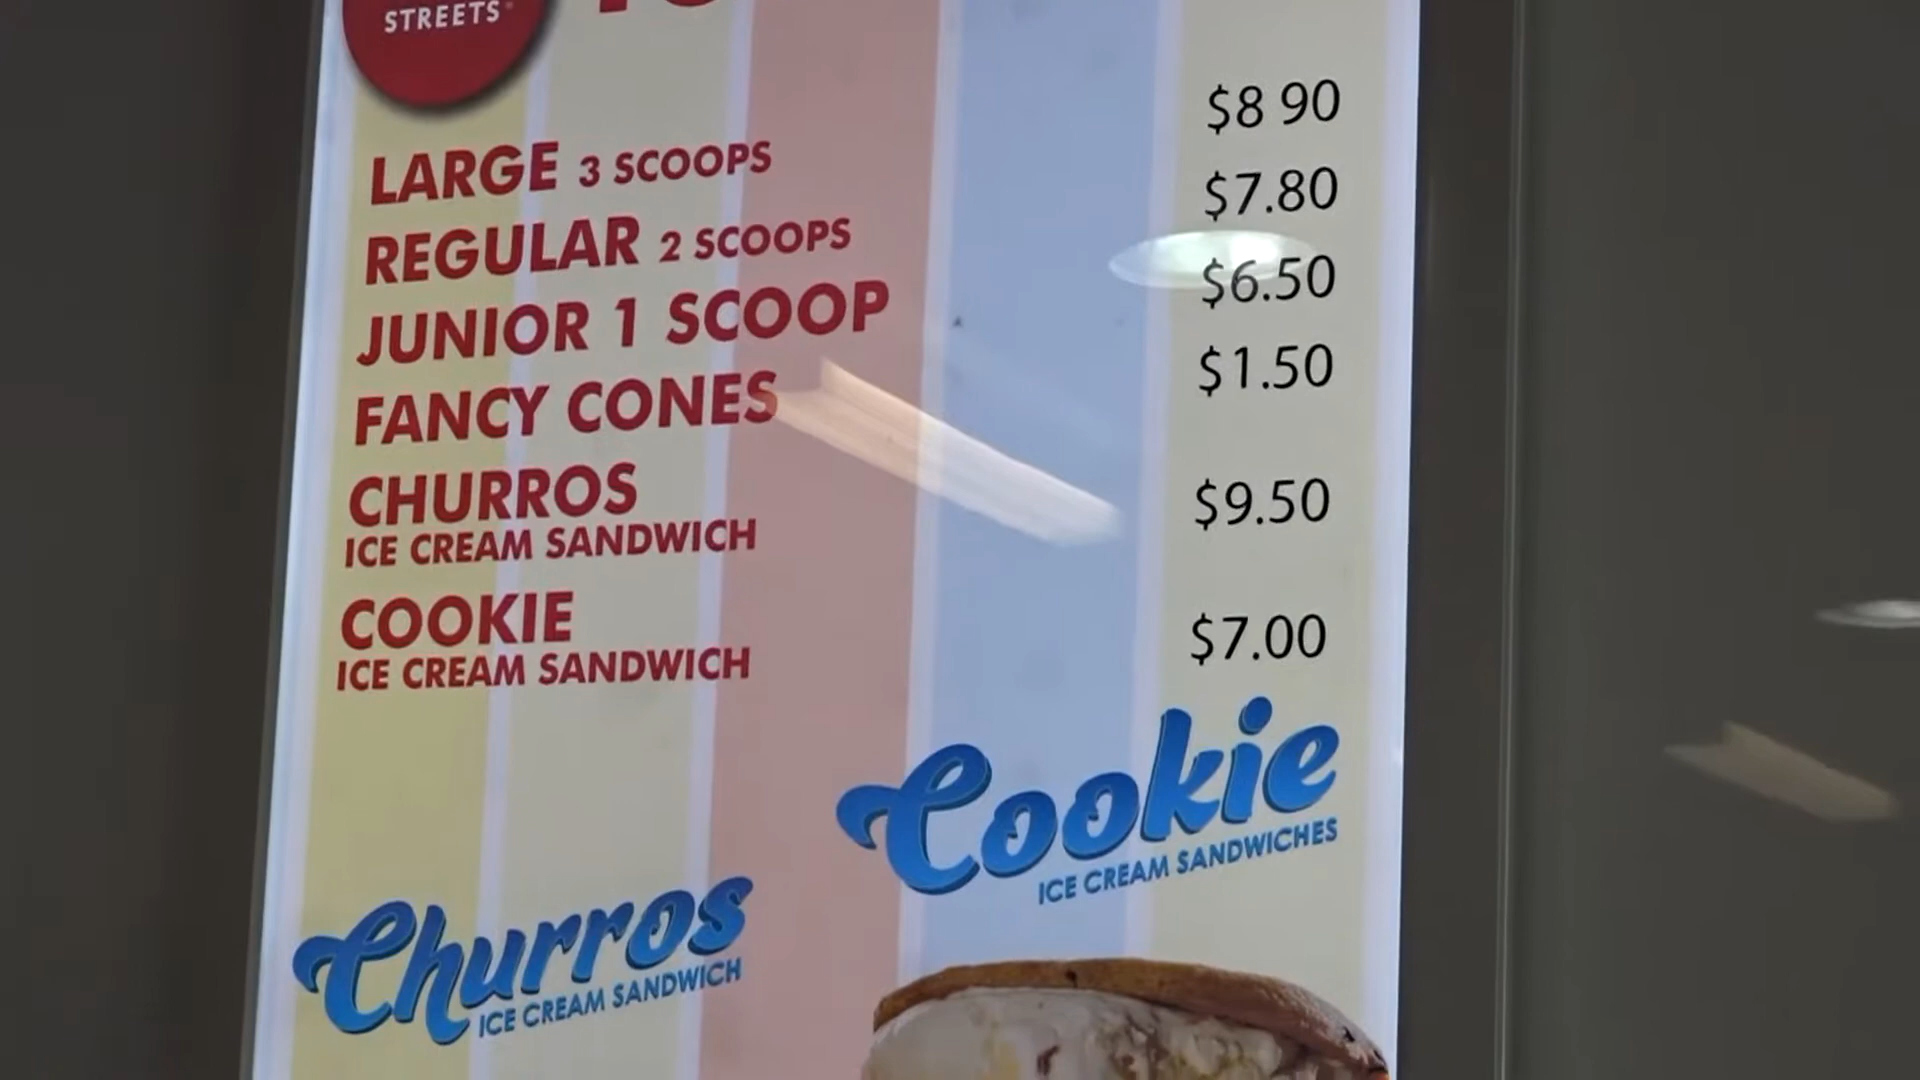 STREETS
LARGE 3 SCOOPS $8 90
REGULAR 2 SCOOPS $7.80
JUNIOR 1 SCOOP $6.50
FANCY CONES $1.50
CHURROS
ICE CREAM SANDWICH $9.50
COOKIE
ICE CREAM SANDWICH $7.00
Cookie
ICE CREAM SANDWICHES
Churros
ICE CREAM SANDWICH